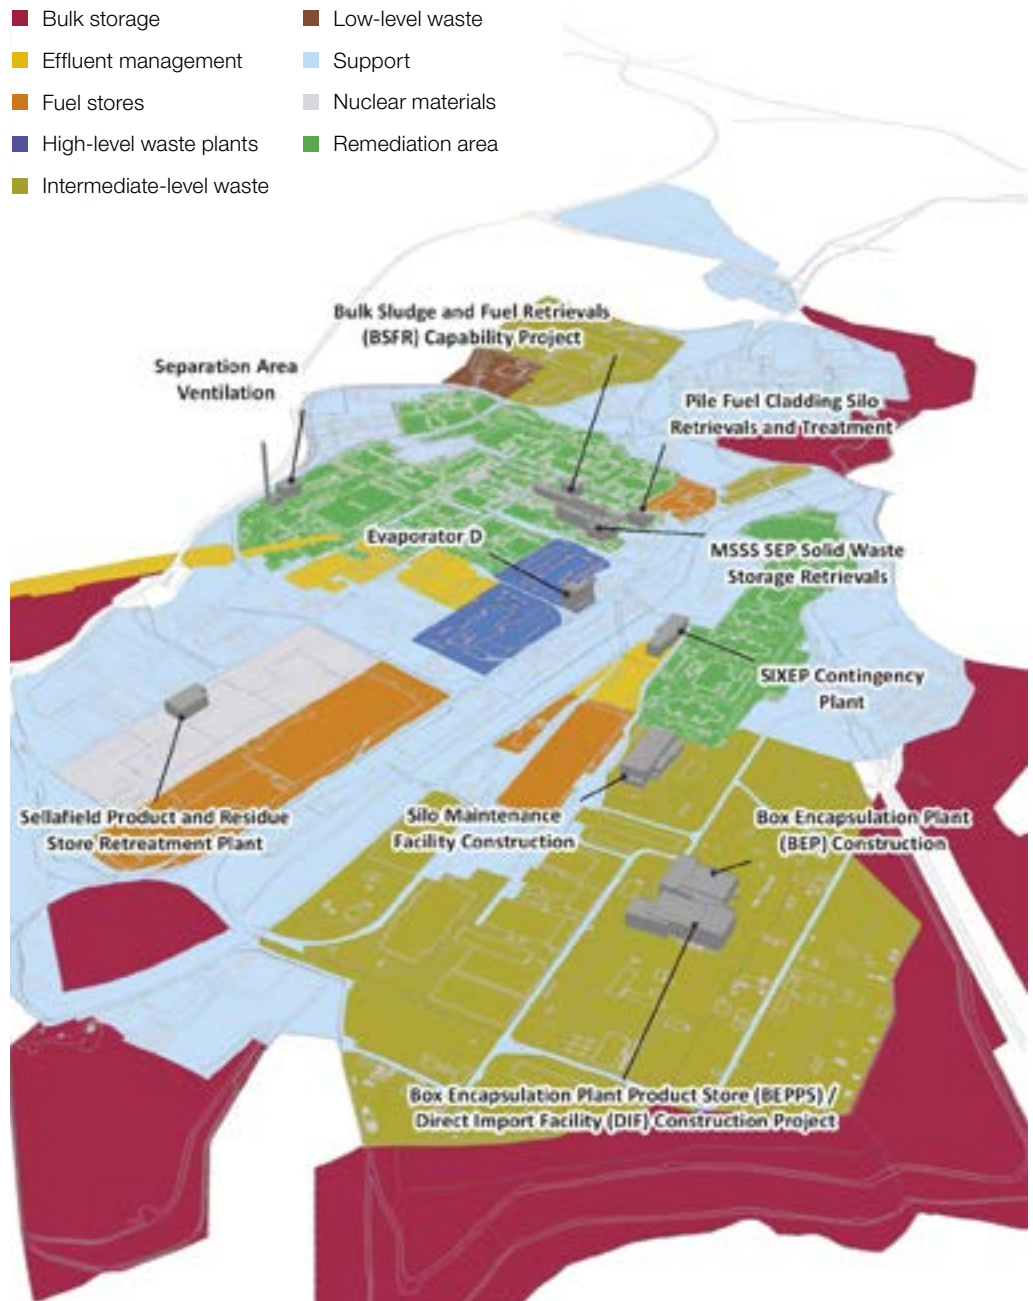 Bulk storage
Effluent management
Fuel stores
High-level waste plants
Intermediate-level waste
Low-level waste
Support
Nuclear materials
Remediation area
Bulk Sludge and Fuel Retrievals
(BSFR) Capability Project
Separation Area
Ventilation
Pile Fuel Cladding Silo
Retrievals and Treatment
Evaporator D
MSSS SEP Solid Waste
Storage Retrievals
SIXEP Contingency
Plant
Sellafield Product and Residue
Store Retreatment Plant
Silo Maintenance
Facility Construction
Box Encapsulation Plant
(BEP) Construction
Box Encapsulation Plant Product Store (BEPPS) /
Direct Import Facility (DIF) Construction Project